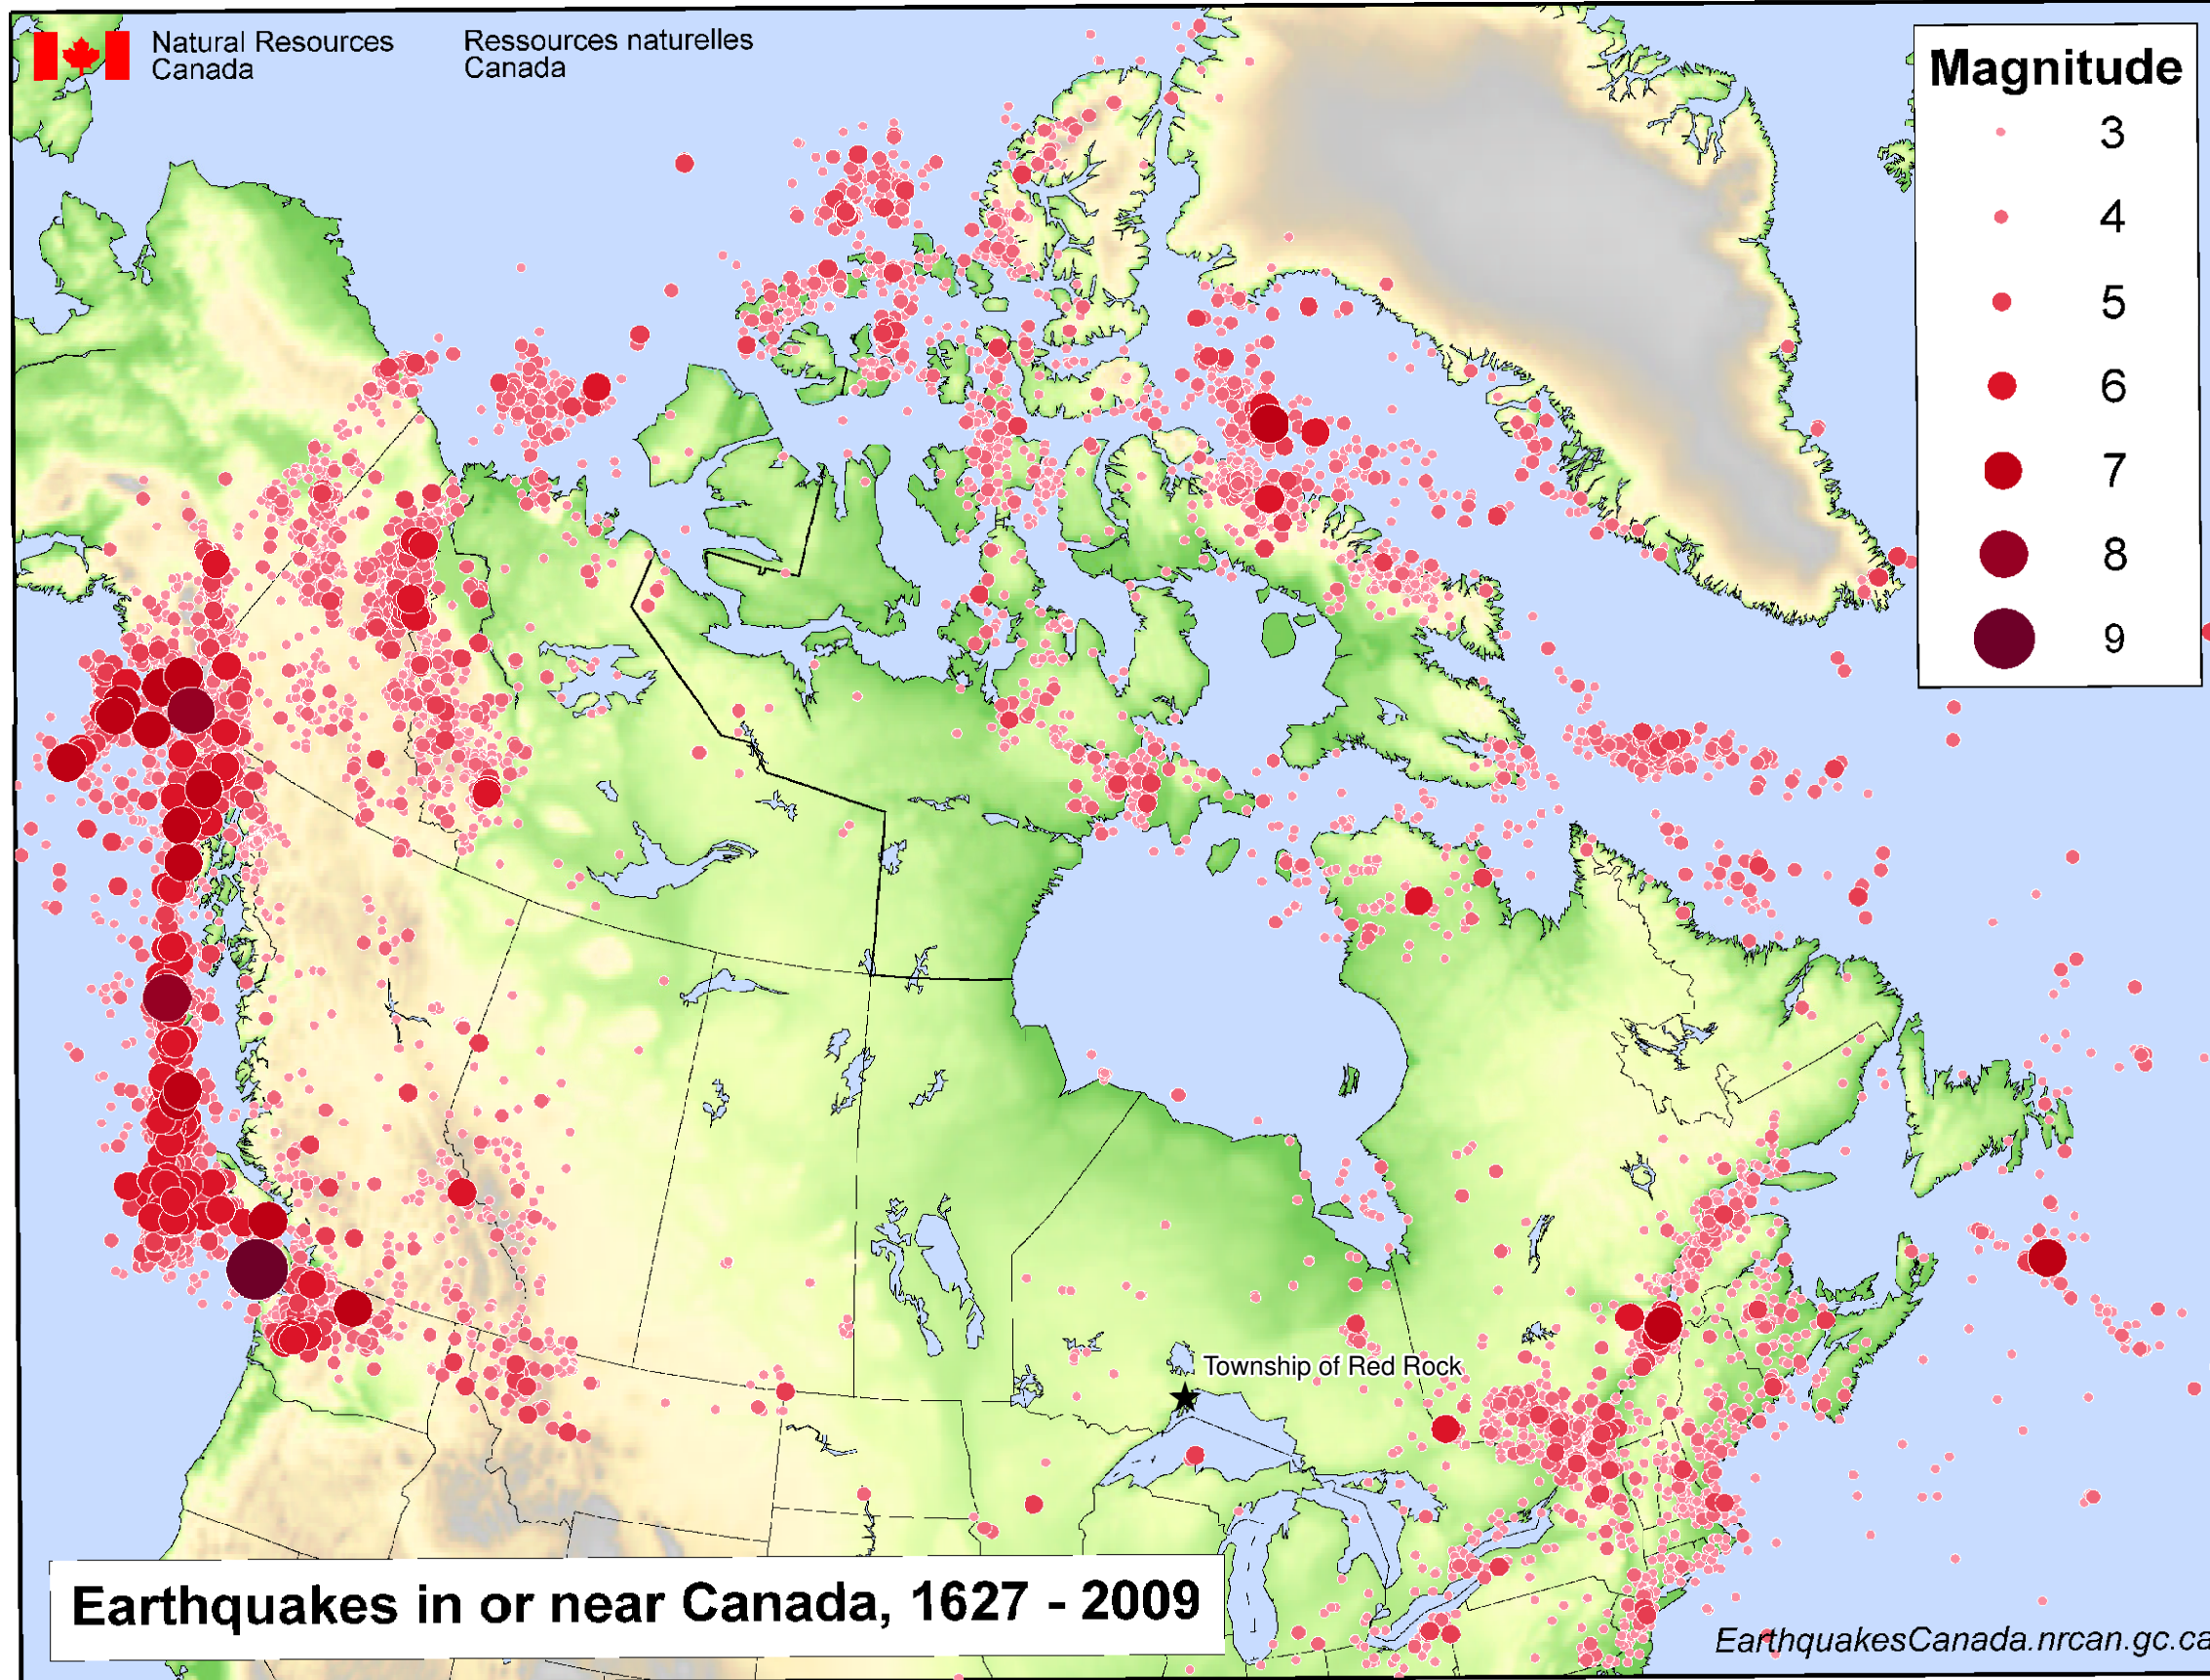 Natural Resources
Canada
Ressources naturelles
Canada
Magnitude
3
4
5
6
7
8
9
Township of Red Rock
Earthquakes in or near Canada, 1627 - 2009
EarthquakesCanada.nrcan.gc.ca